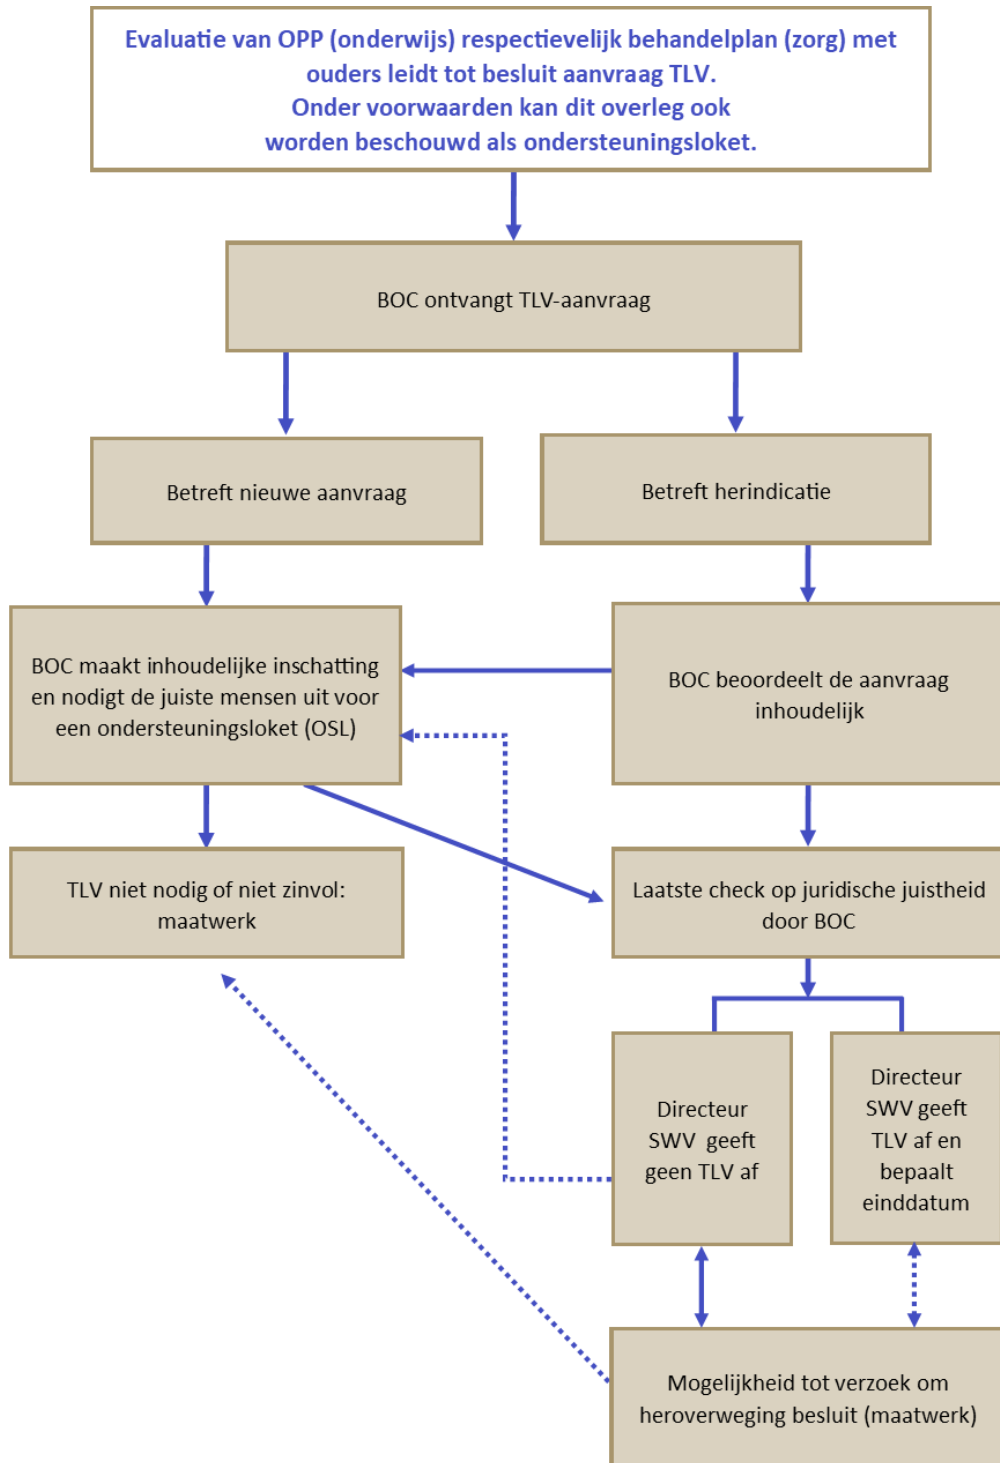 Evaluatie van OPP (onderwijs) respectievelijk behandelplan (zorg) met
ouders leidt tot besluit aanvraag TLV.
Onder voorwaarden kan dit overleg ook
worden beschouwd als ondersteuningsloket.
BOC ontvangt TLV-aanvraag
Betreft nieuwe aanvraag
Betreft herindicatie
BOC maakt inhoudelijke inschatting
en nodigt de juiste mensen uit voor
een ondersteuningsloket (OSL)
BOC beoordeelt de aanvraag
inhoudelijk
TLV niet nodig of niet zinvol:
maatwerk
Laatste check op juridische juistheid
door BOC
Directeur
SWV geeft
geen TLV af
Directeur
SWV geeft
TLV af en
bepaalt
einddatum
Mogelijkheid tot verzoek om
heroverweging besluit (maatwerk)